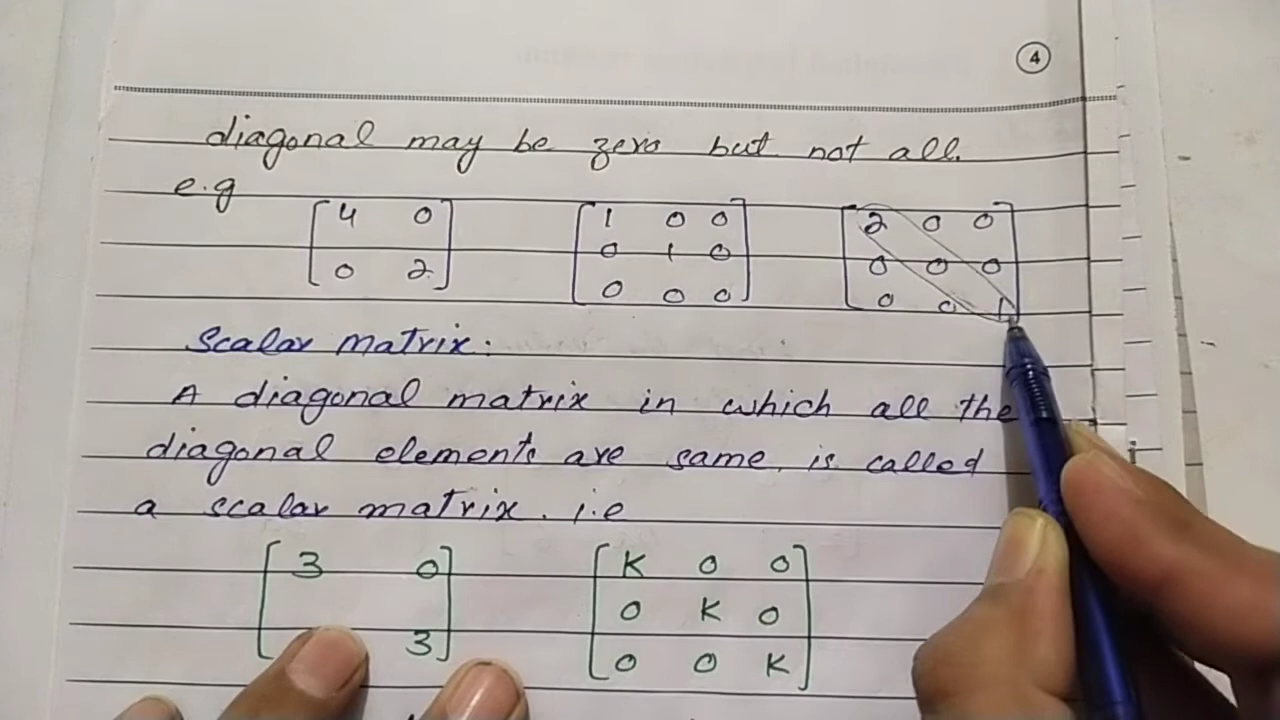 4
diagonal may be zero but not all.
e.g
4 0 1 0 0 2 0 0
0 2 0 1 0 0 0 0
0 0 0 0 0 1
Scalar matrix:
A diagonal matrix in which all the
diagonal elements are same, is called
a scalar matrix. i.e
3 0 K 0 0
3 0 K 0
0 0 K